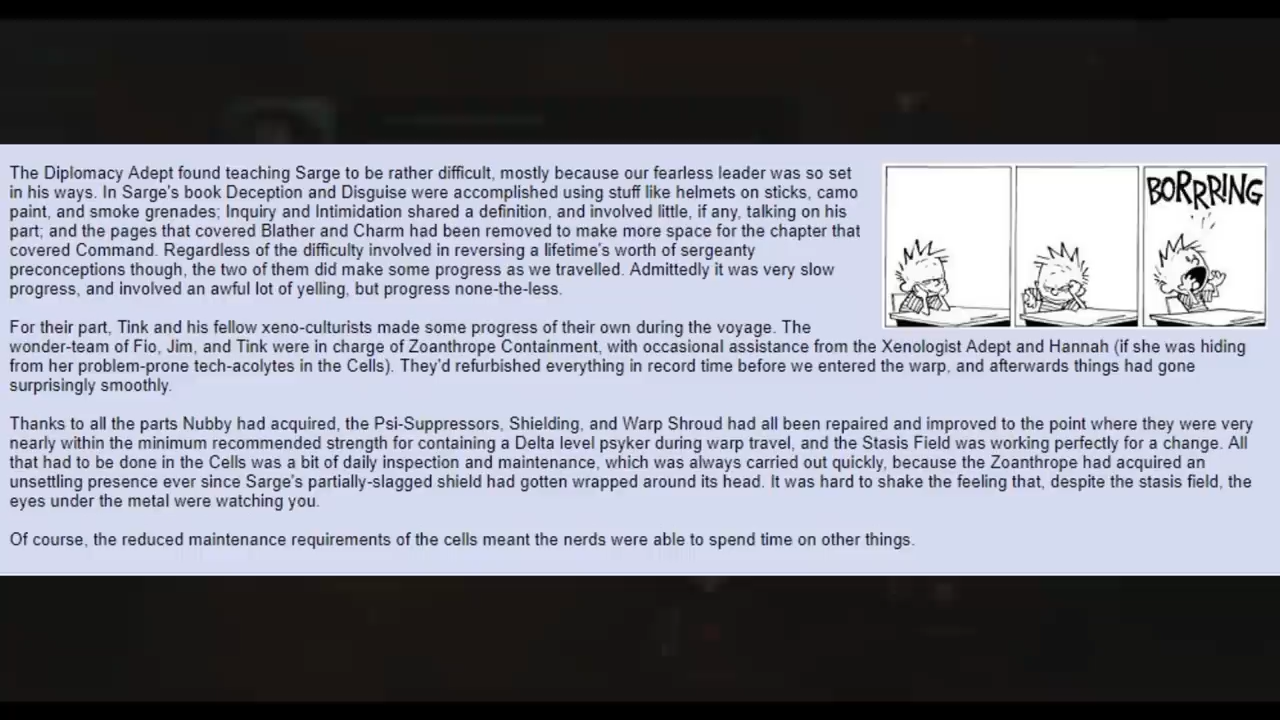 The Diplomacy Adept found teaching Sarge to be rather difficult, mostly because our fearless leader was so set
in his ways. In Sarge's book Deception and Disguise were accomplished using stuff like helmets on sticks, camo
paint, and smoke grenades; Inquiry and Intimidation shared a definition, and involved little, if any, talking on his
part; and the pages that covered Blather and Charm had been removed to make more space for the chapter that
covered Command. Regardless of the difficulty involved in reversing a lifetime's worth of sergeanty
preconceptions though, the two of them did make some progress as we travelled. Admittedly it was very slow
progress, and involved an awful lot of yelling, but progress none-the-less.
BORRRING
For their part, Tink and his fellow xeno-culturists made some progress of their own during the voyage. The
wonder-team of Fio, Jim, and Tink were in charge of Zoanthrope Containment, with occasional assistance from the Xenologist Adept and Hannah (if she was hiding
from her problem-prone tech-acolytes in the Cells). They'd refurbished everything in record time before we entered the warp, and afterwards things had gone
surprisingly smoothly.
Thanks to all the parts Nubby had acquired, the Psi-Suppressors, Shielding, and Warp Shroud had all been repaired and improved to the point where they were very
nearly within the minimum recommended strength for containing a Delta level psyker during warp travel, and the Stasis Field was working perfectly for a change. All
that had to be done in the Cells was a bit of daily inspection and maintenance, which was always carried out quickly, because the Zoanthrope had acquired an
unsettling presence ever since Sarge's partially-slagged shield had gotten wrapped around its head. It was hard to shake the feeling that, despite the stasis field, the
eyes under the metal were watching you.
Of course, the reduced maintenance requirements of the cells meant the nerds were able to spend time on other things.